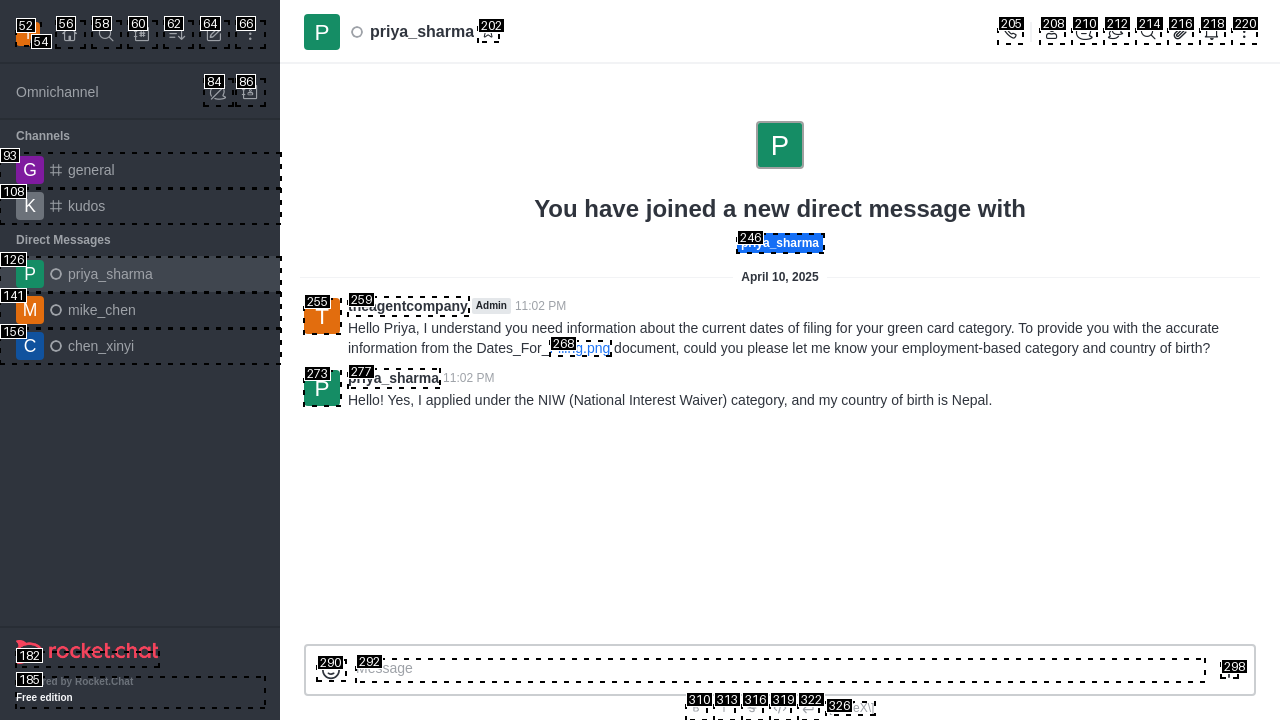 52
54
56
58
60
62
64
66
Omnichannel
84
86
Channels
93
G
general
108
K
kudos
Direct Messages
126
P
priya_sharma
141
M
mike_chen
156
C
chen_xinyi
182
rocket.chat
185
by Rocket.Chat
Free edition
P
priya_sharma
202
205
208
210
212
214
216
218
220
P
You have joined a new direct message with
246
priya_sharma
April 10, 2025
255
T
259
theagentcompany
Admin
11:02 PM
Hello Priya, I understand you need information about the current dates of filing for your green card category. To provide you with the accurate
information from the Dates_For_ 268 .png document, could you please let me know your employment-based category and country of birth?
273
P
277
priya_sharma
11:02 PM
Hello! Yes, I applied under the NIW (National Interest Waiver) category, and my country of birth is Nepal.
290
292
Message
298
310
313
316
319
322
326